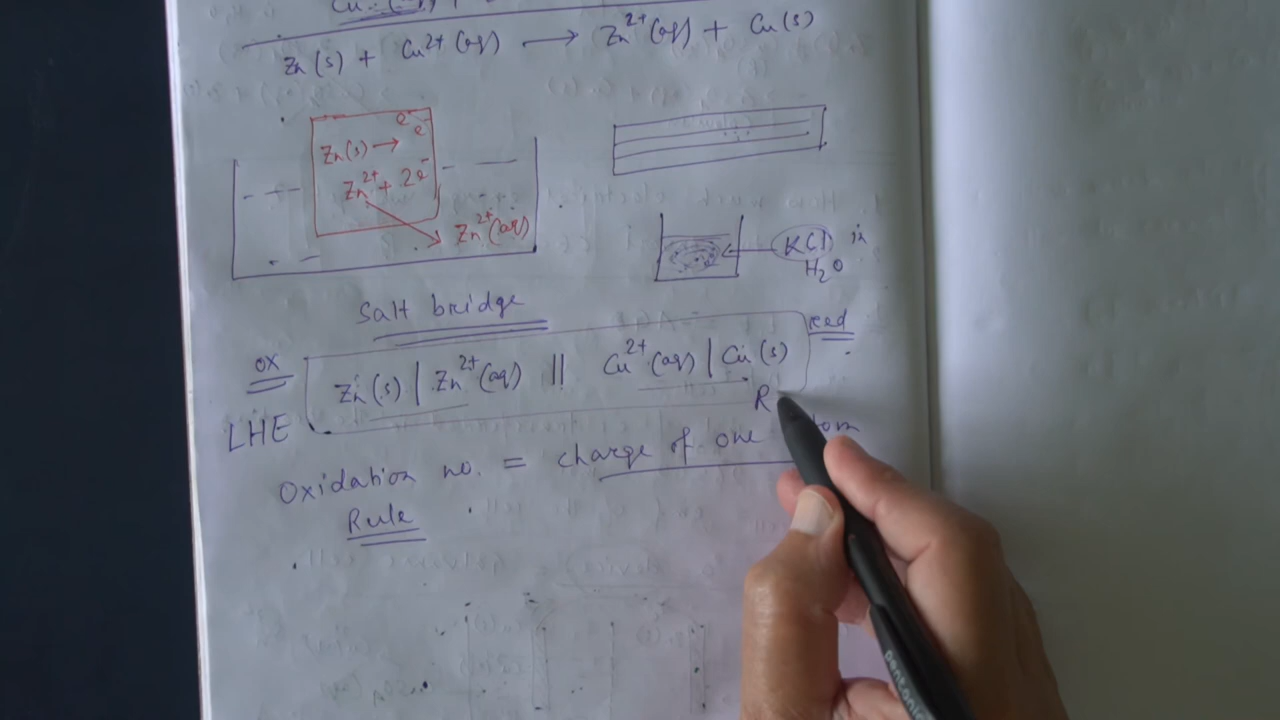 Zn(s) + Cu²⁺(aq) ⟶ Zn²⁺(aq) + Cu(s)
e⁻
e⁻
Zn(s) →
Zn²⁺ + 2e⁻
Zn²⁺(aq)
KCl in
H₂O
Salt bridge
ox
red
Zn(s) | Zn²⁺(aq) || Cu²⁺(aq) | Cu(s)
LHE
R
Oxidation no. = charge of one
Rule